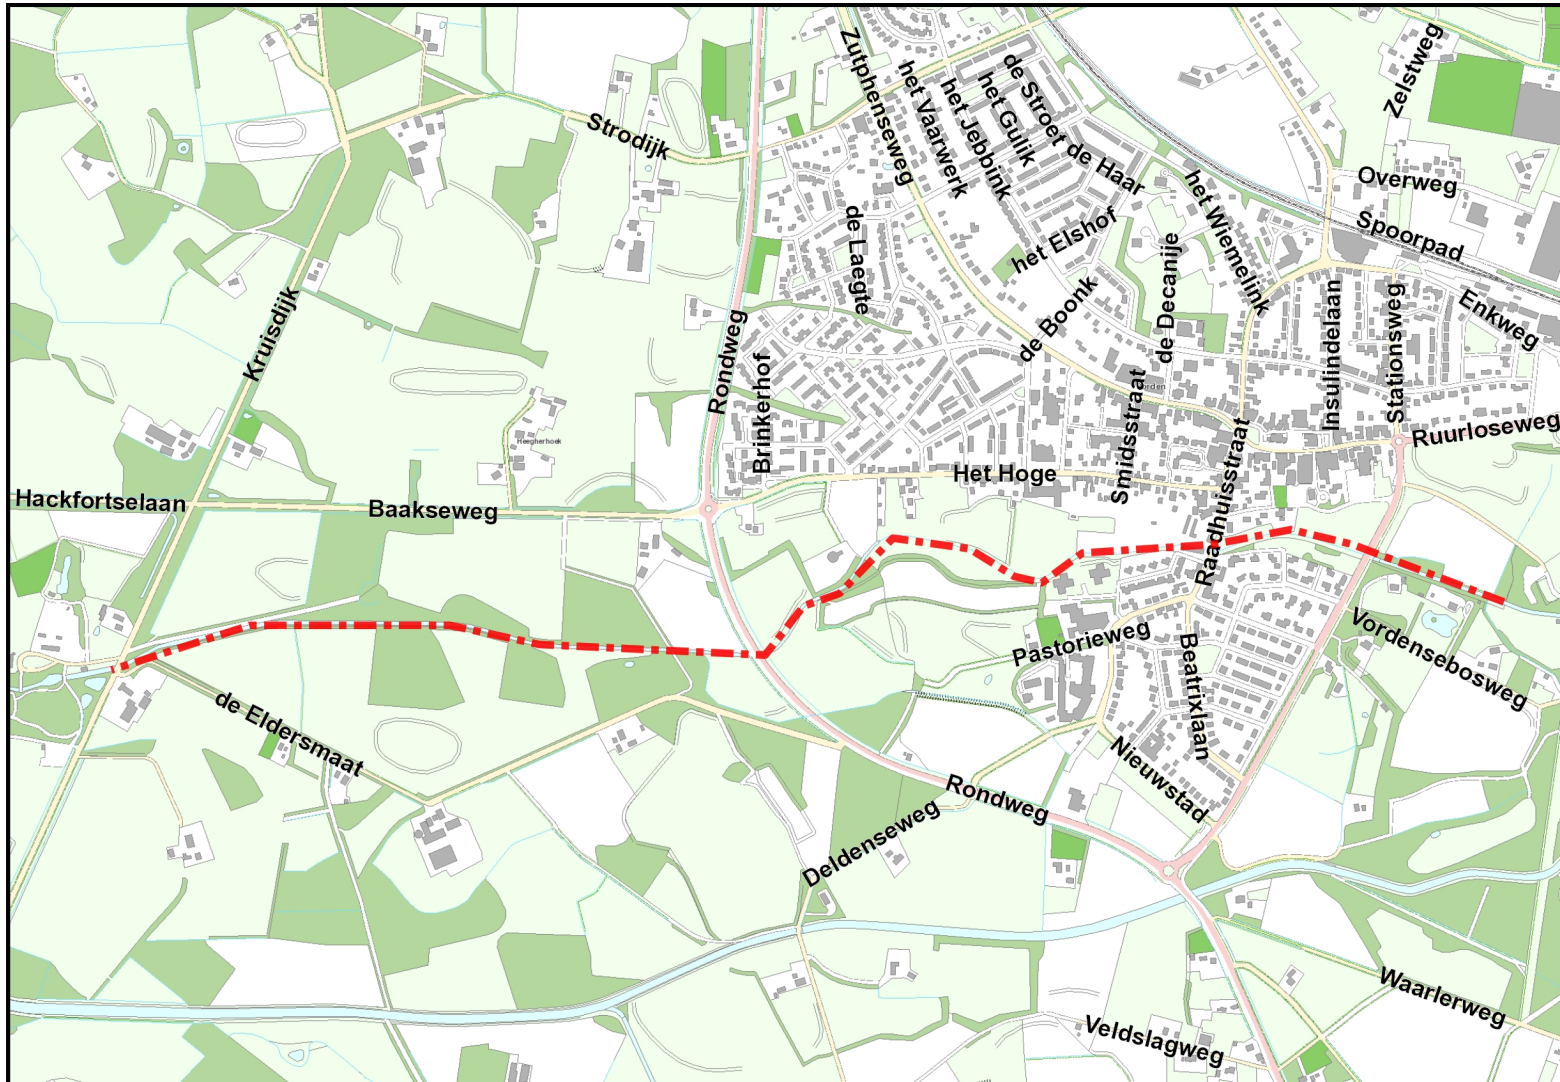 Zutphenseweg
het Vaarwerk
het Jebbink
het Gulik
de Stroet
de Haar
Zelstweg
Strodijk
Overweg
het Wiemelink
Spoorpad
de Laegte
het Elshof
de Decanije
Enkweg
Kruisdijk
Rondweg
de Boonk
Insulindelaan
Stationsweg
Brinkerhof
Smidsstraat
Raadhuisstraat
Ruurloseweg
Heegherhoek
Het Hoge
Hackfortselaan
Baakseweg
Pastorieweg
Beatrixlaan
Vordensebosweg
de Eldersmaat
Nieuwstad
Rondweg
Deldenseweg
Waarlerweg
Veldslagweg